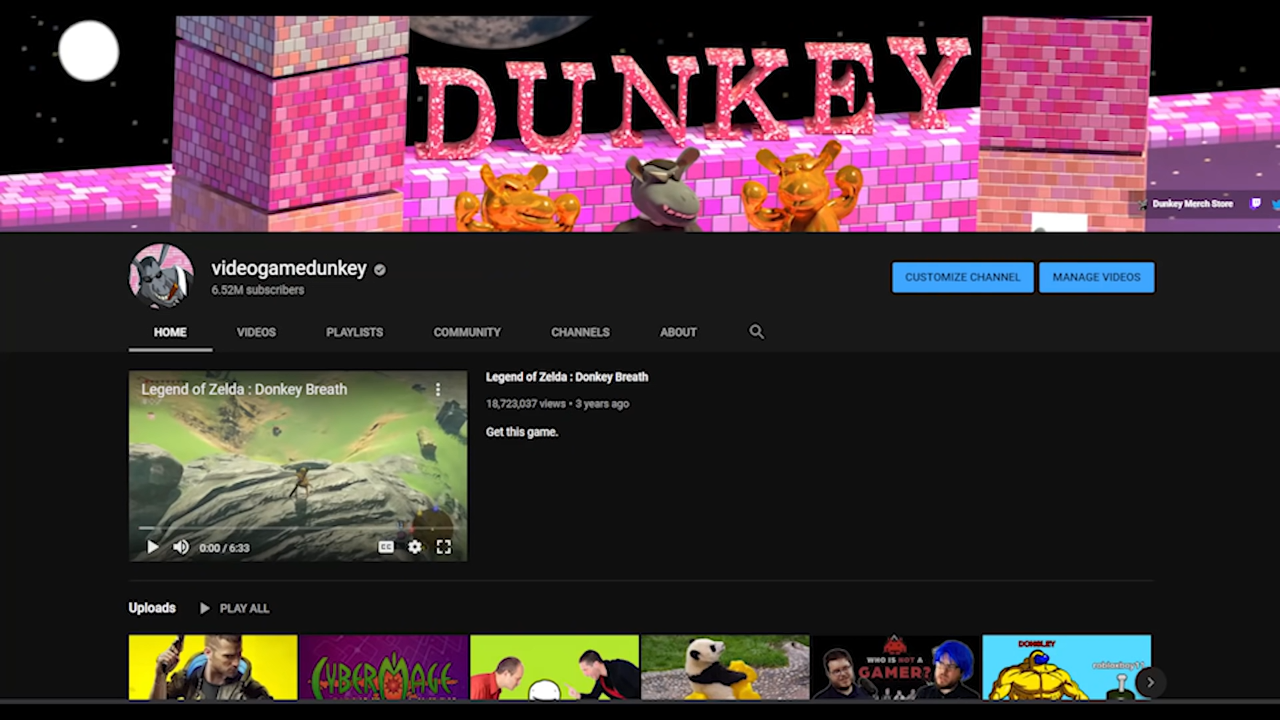 DUNKEY
Dunkey Merch Store
videogamedunkey
6.52M subscribers
CUSTOMIZE CHANNEL
MANAGE VIDEOS
HOME
VIDEOS
PLAYLISTS
COMMUNITY
CHANNELS
ABOUT
Legend of Zelda : Donkey Breath
0:00 / 6:33
CC
Legend of Zelda : Donkey Breath
18,723,037 views • 3 years ago
Get this game.
Uploads
PLAY ALL
CYBERMAGE
WHO IS NOT A
GAMER?
DONGLEY